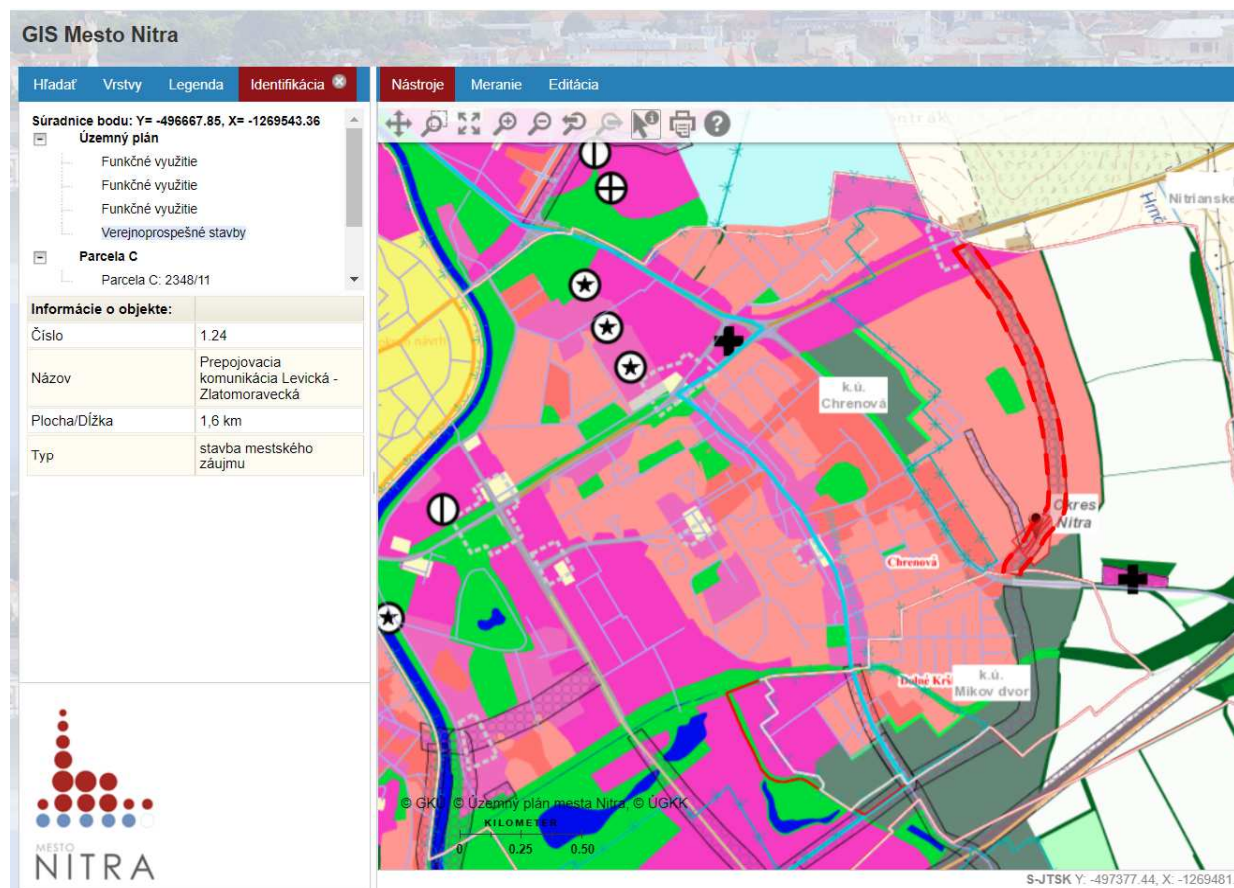 GIS Mesto Nitra
Hľadať Vrstvy Legenda Identifikácia
Nástroje Meranie Editácia
Súradnice bodu: Y= -496667.85, X= -1269543.36
Územný plán
Funkčné využitie
Funkčné využitie
Funkčné využitie
Verejnoprospešné stavby
Parcela C
Parcela C: 2348/11
Informácie o objekte:
Číslo 1.24
Názov Prepojovacia
komunikácia Levická -
Zlatomoravecká
Plocha/Dĺžka 1,6 km
Typ stavba mestského
záujmu
MESTO
NITRA
Nitrianske
Hrnč
k.ú.
Chrenová
Okres
Nitra
Chrenová
k.ú.
Mikov dvor
© GKÚ, © Územný plán mesta Nitra, © ÚGKK
KILOMETER
0 0.25 0.50
S-JTSK Y: -497377.44, X: -1269481.